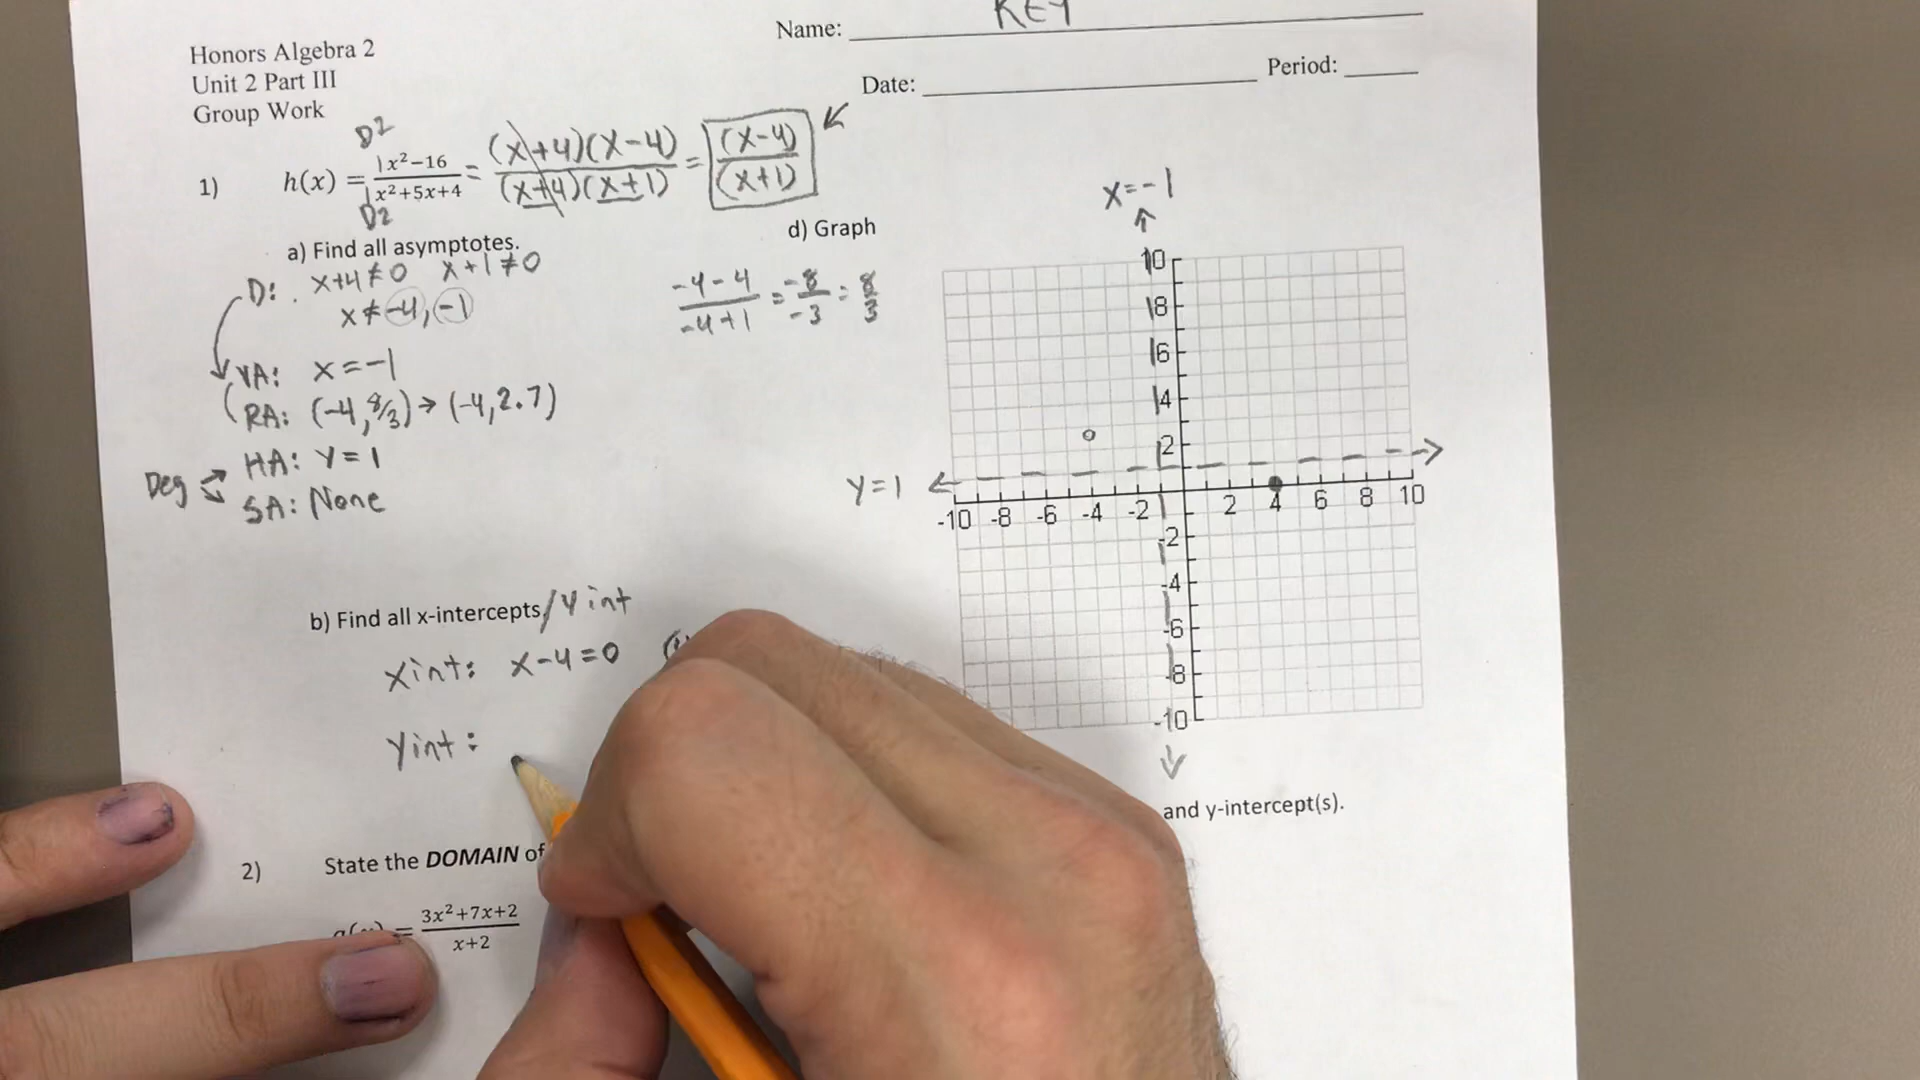 Name: KEY
Honors Algebra 2
Unit 2 Part III
Group Work
Date: Period:
1) h(x) = 1x²-16 / 1x²+5x+4 = (x+4)(x-4) / (x+4)(x+1) = (x-4) / (x+1)
D2
D2
a) Find all asymptotes.
D: x+4≠0 x+1≠0
x≠-4, -1
VA: x=-1
RA: (-4, 8/3) → (-4, 2.7)
Deg
HA: y=1
SA: None
d) Graph
-4-4 / -4+1 = -8 / -3 = 8/3
x=-1
10
8
6
4
2
y=1
-10 -8 -6 -4 -2 2 4 6 8 10
-2
-4
-6
-8
-10
b) Find all x-intercepts/y int
xint: x-4=0
yint:
and y-intercept(s).
2) State the DOMAIN of
= 3x²+7x+2 / x+2